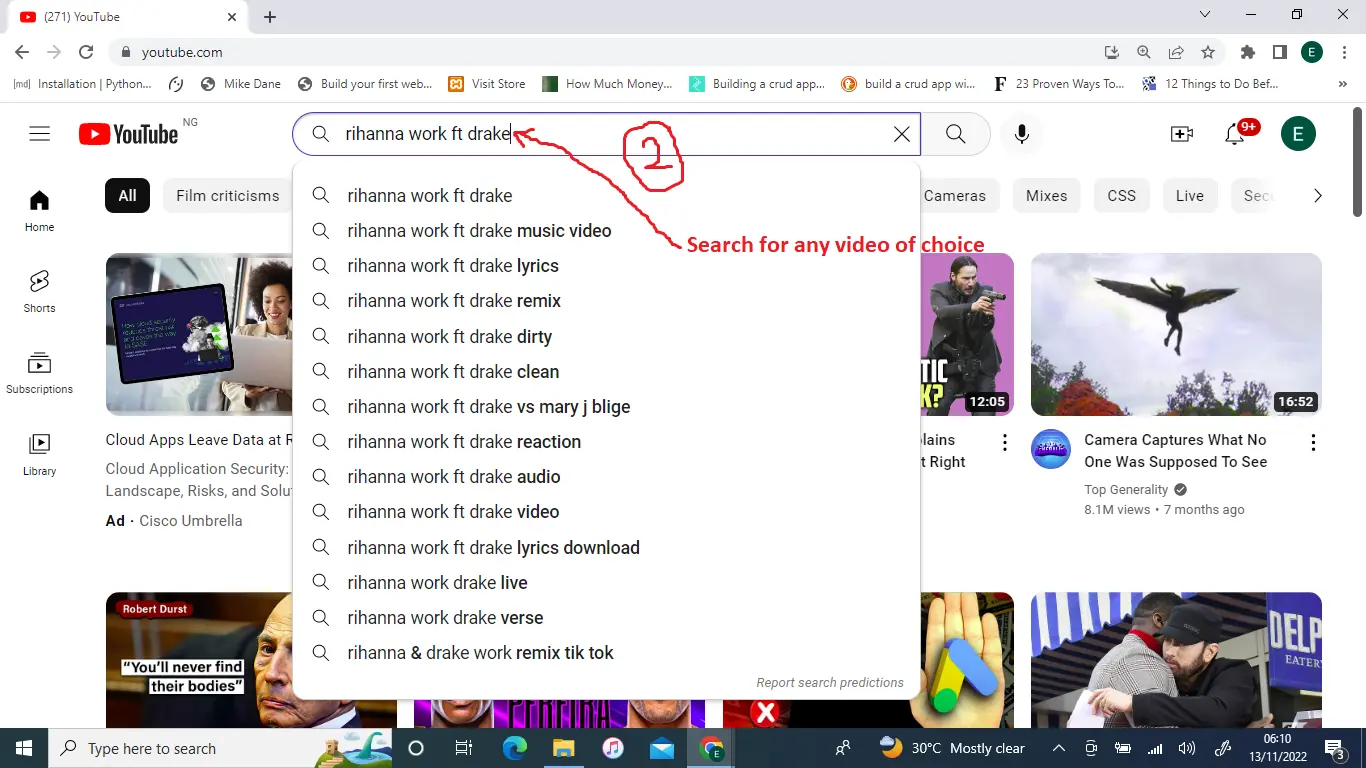 (271) YouTube
youtube.com
E
[md] Installation | Python...
Mike Dane
Build your first web...
Visit Store
How Much Money...
Building a crud app...
build a crud app wi...
F 23 Proven Ways To...
12 Things to Do Bef...
»
YouTube NG
rihanna work ft drake
2
9+
E
Search for any video of choice
All
Film criticisms
Cameras
Mixes
CSS
Live
Home
Shorts
Subscriptions
Library
rihanna work ft drake
rihanna work ft drake music video
rihanna work ft drake lyrics
rihanna work ft drake remix
rihanna work ft drake dirty
rihanna work ft drake clean
rihanna work ft drake vs mary j blige
rihanna work ft drake reaction
rihanna work ft drake audio
rihanna work ft drake video
rihanna work ft drake lyrics download
rihanna work drake live
rihanna work drake verse
rihanna & drake work remix tik tok
Report search predictions
Cloud Apps Leave Data at R
Cloud Application Security:
Landscape, Risks, and Solut
Ad · Cisco Umbrella
TIC
K?
12:05
lains
t Right
16:52
Camera Captures What No
One Was Supposed To See
Top Generality
8.1M views • 7 months ago
Robert Durst
“You’ll never find
their bodies”
DELP
EATERY
Type here to search
E
30°C Mostly clear
06:10
13/11/2022
3